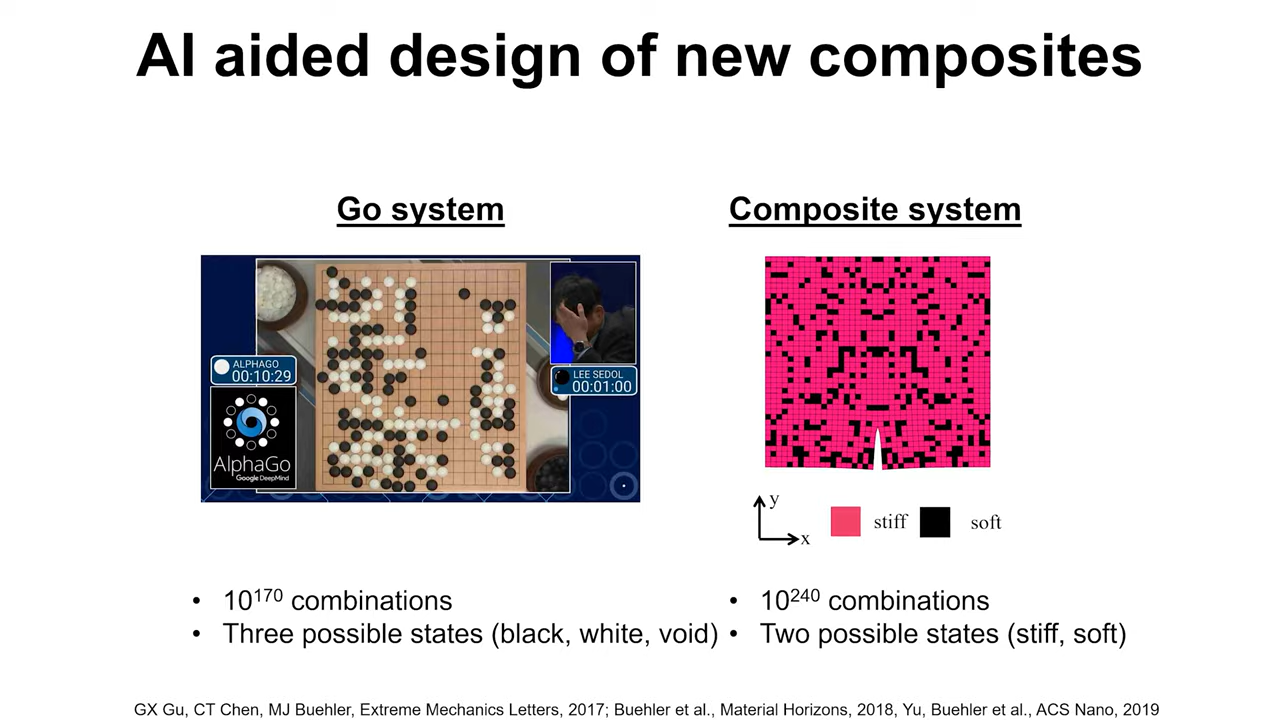 AI aided design of new composites
Go system
Composite system
ALPHAGO
00:10:29
LEE SEDOL
00:01:00
AlphaGo
Google DeepMind
y
x
stiff
soft
• 10¹⁷⁰ combinations
• Three possible states (black, white, void)
• 10²⁴⁰ combinations
• Two possible states (stiff, soft)
GX Gu, CT Chen, MJ Buehler, Extreme Mechanics Letters, 2017; Buehler et al., Material Horizons, 2018, Yu, Buehler et al., ACS Nano, 2019